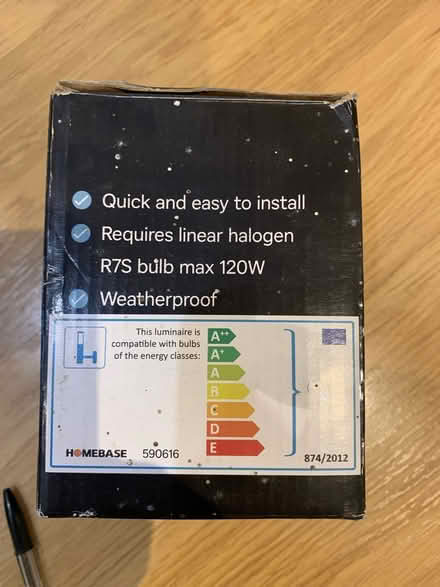 Quick and easy to install
Requires linear halogen
R7S bulb max 120W
Weatherproof
This luminaire is
compatible with bulbs
of the energy classes:
A++
A+
A
B
C
D
E
HOMEBASE 590616
874/2012